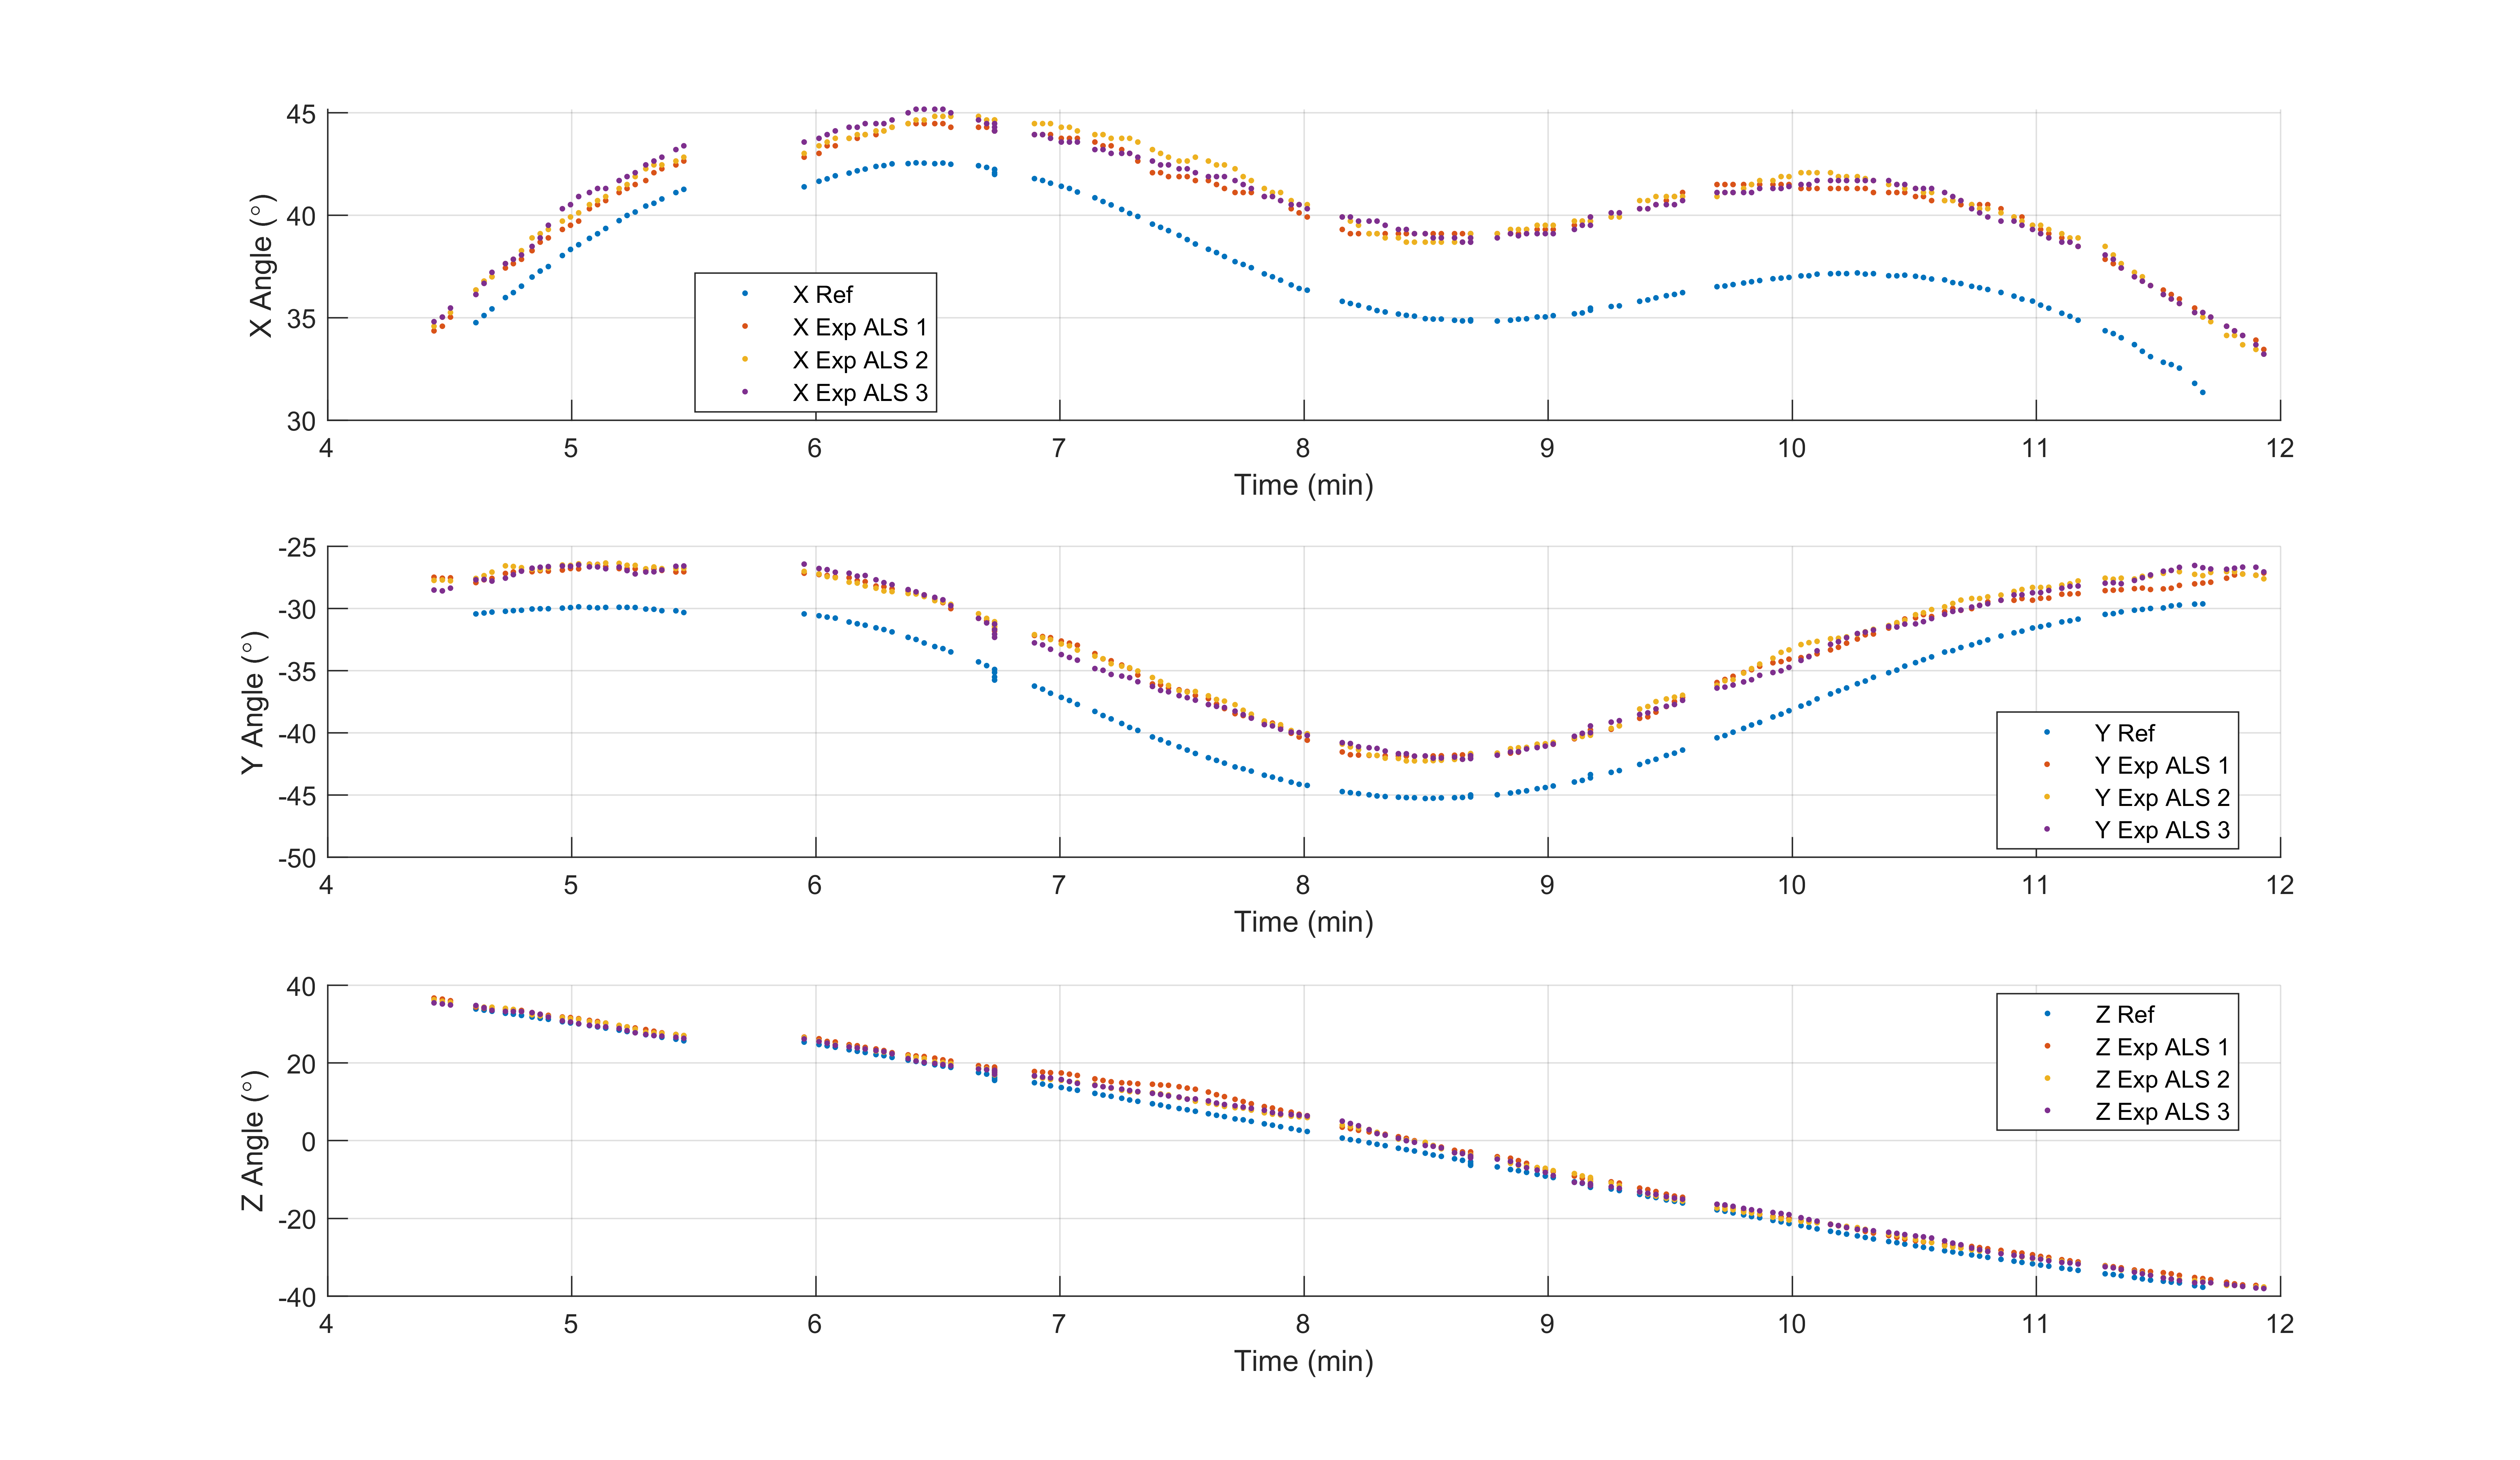 45
40
35
30
X Angle (°)
X Ref
X Exp ALS 1
X Exp ALS 2
X Exp ALS 3
4 5 6 7 8 9 10 11 12
Time (min)
-25
-30
-35
-40
-45
-50
Y Angle (°)
Y Ref
Y Exp ALS 1
Y Exp ALS 2
Y Exp ALS 3
4 5 6 7 8 9 10 11 12
Time (min)
40
20
0
-20
-40
Z Angle (°)
Z Ref
Z Exp ALS 1
Z Exp ALS 2
Z Exp ALS 3
4 5 6 7 8 9 10 11 12
Time (min)